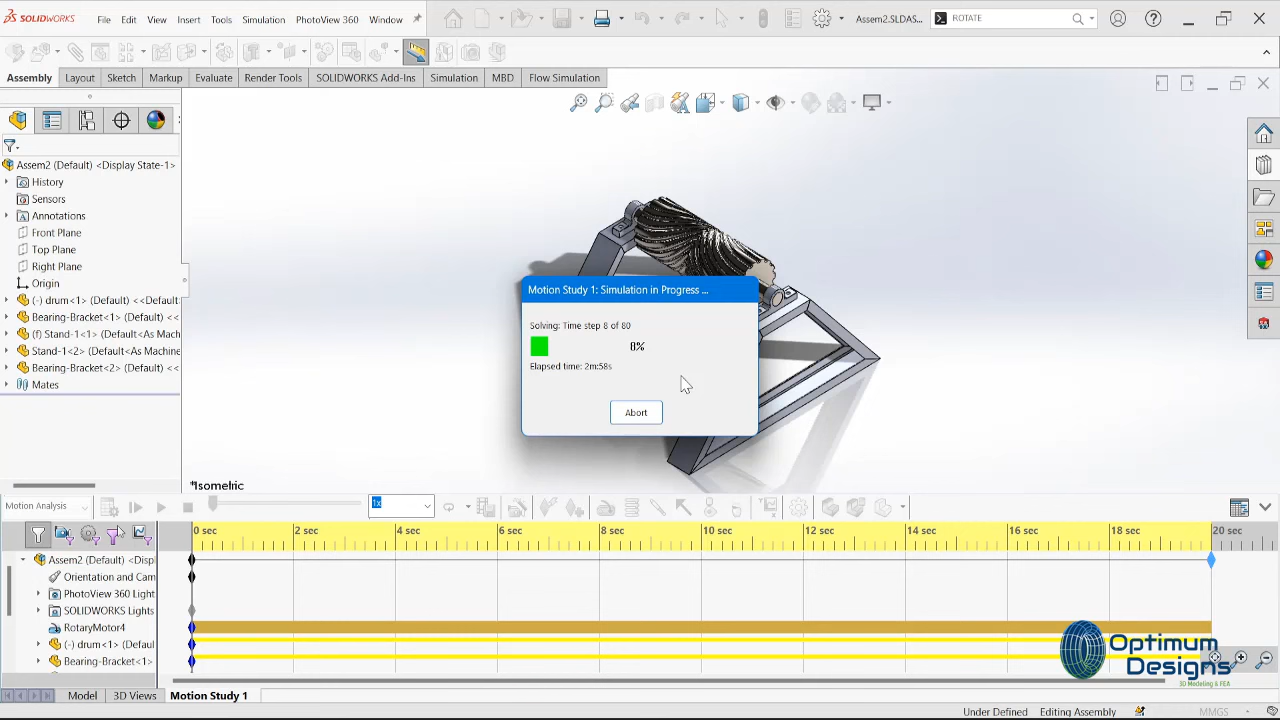 SOLIDWORKS File Edit View Insert Tools Simulation PhotoView 360 Window Assem2.SLDAS... ROTATE
Assembly Layout Sketch Markup Evaluate Render Tools SOLIDWORKS Add-Ins Simulation MBD Flow Simulation
Assem2 (Default) <Display State-1>
History
Sensors
Annotations
Front Plane
Top Plane
Right Plane
Origin
(-) drum<1> (Default) <<Default
Bearing-Bracket<1> (Default) <
(f) Stand-1<1> (Default<As Mach
Stand-1<2> (Default<As Machine
Bearing-Bracket<2> (Default) <
Mates
Motion Study 1: Simulation in Progress ...
Solving: Time step 8 of 80
0%
Elapsed time: 2m:58s
Abort
*Isometric
Motion Analysis 1x
0 sec 2 sec 4 sec 6 sec 8 sec 10 sec 12 sec 14 sec 16 sec 18 sec 20 sec
Assem2 (Default) <Displ
Orientation and Cam
PhotoView 360 Light
SOLIDWORKS Lights
RotaryMotor4
(-) drum<1> (Defaul
Bearing-Bracket<1>
Optimum
Designs
3D Modeling & FEA
Model 3D Views Motion Study 1
Under Defined Editing Assembly MMGS